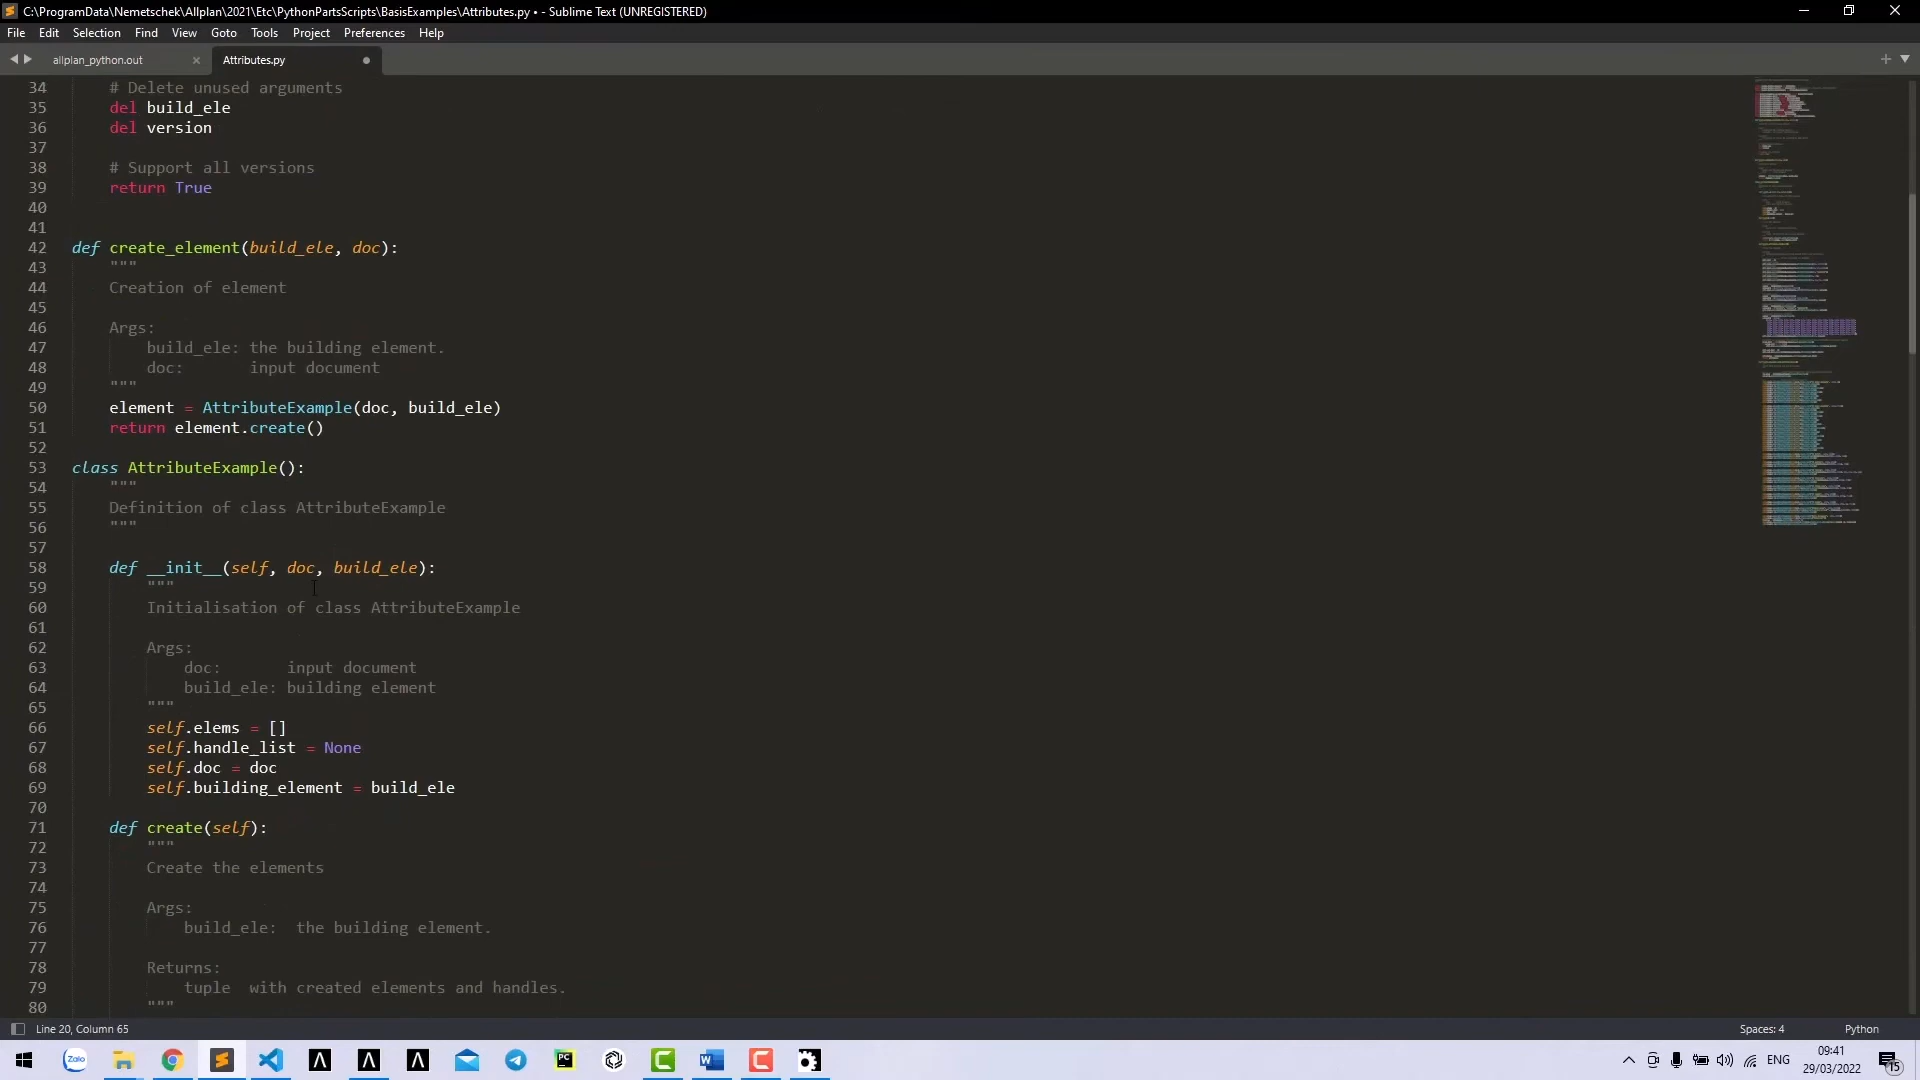 C:\ProgramData\Nemetschek\Allplan\2021\Etc\PythonPartsScripts\BasisExamples\Attributes.py • - Sublime Text (UNREGISTERED)
File Edit Selection Find View Goto Tools Project Preferences Help
allplan_python.out × Attributes.py
34 # Delete unused arguments
35 del build_ele
36 del version
37
38 # Support all versions
39 return True
40
41
42 def create_element(build_ele, doc):
43 """
44 Creation of element
45
46 Args:
47 build_ele: the building element.
48 doc: input document
49 """
50 element = AttributeExample(doc, build_ele)
51 return element.create()
52
53 class AttributeExample():
54 """
55 Definition of class AttributeExample
56 """
57
58 def __init__(self, doc, build_ele):
59 """
60 Initialisation of class AttributeExample
61
62 Args:
63 doc: input document
64 build_ele: building element
65 """
66 self.elems = []
67 self.handle_list = None
68 self.doc = doc
69 self.building_element = build_ele
70
71 def create(self):
72 """
73 Create the elements
74
75 Args:
76 build_ele: the building element.
77
78 Returns:
79 tuple with created elements and handles.
80 """
Line 20, Column 65 Spaces: 4 Python
Zalo PC ENG 09:41
29/03/2022 15